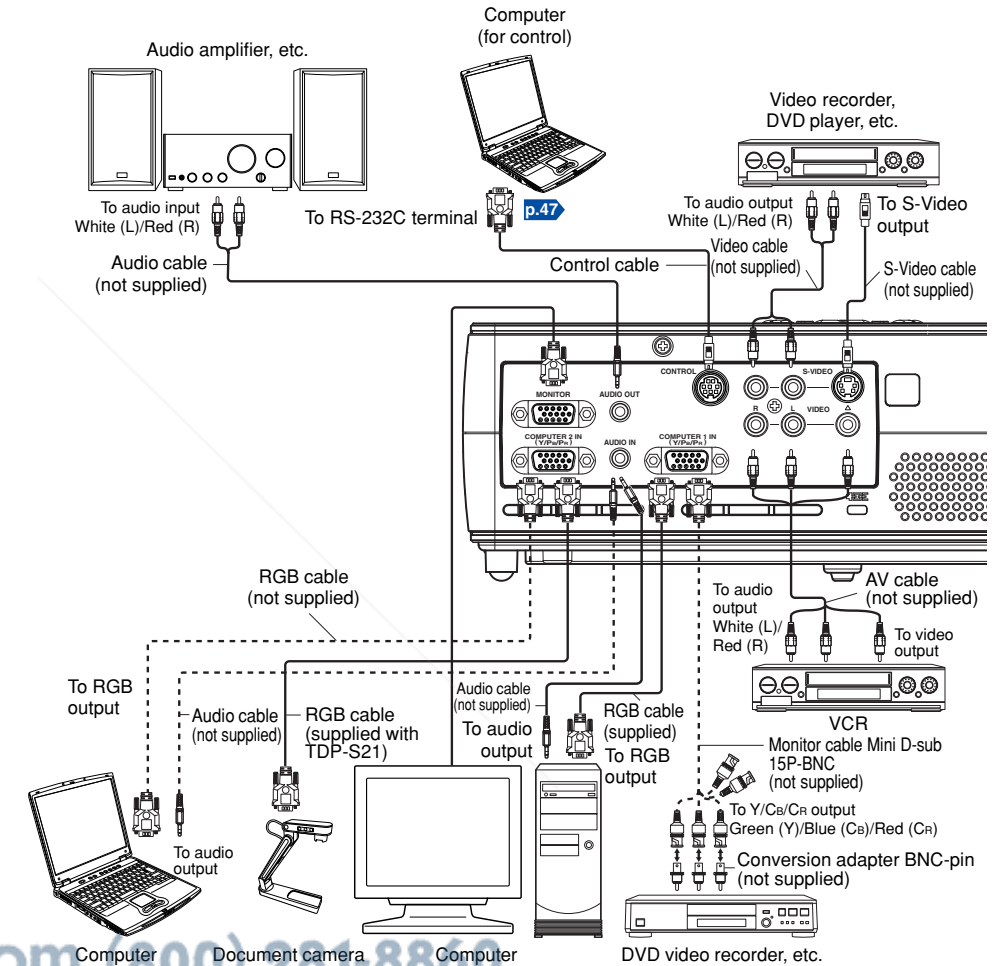 Computer
(for control)
Audio amplifier, etc.
Video recorder,
DVD player, etc.
To audio input
White (L)/Red (R)
To RS-232C terminal
p.47
To audio output
White (L)/Red (R)
To S-Video
output
Audio cable
(not supplied)
Control cable
Video cable
(not supplied)
S-Video cable
(not supplied)
CONTROL
S-VIDEO
MONITOR
AUDIO OUT
R
L
VIDEO
COMPUTER 2 IN
(Y/PB/PR)
AUDIO IN
COMPUTER 1 IN
(Y/PB/PR)
RGB cable
(not supplied)
To audio
output
White (L)/
Red (R)
AV cable
(not supplied)
To video
output
To RGB
output
Audio cable
(not supplied)
RGB cable
(supplied with
TDP-S21)
Audio cable
(not supplied)
To audio
output
RGB cable
(supplied)
To RGB
output
VCR
Monitor cable Mini D-sub
15P-BNC
(not supplied)
To Y/CB/CR output
Green (Y)/Blue (CB)/Red (CR)
To audio
output
Conversion adapter BNC-pin
(not supplied)
Computer
Document camera
Computer
DVD video recorder, etc.
om (800) 281-8860